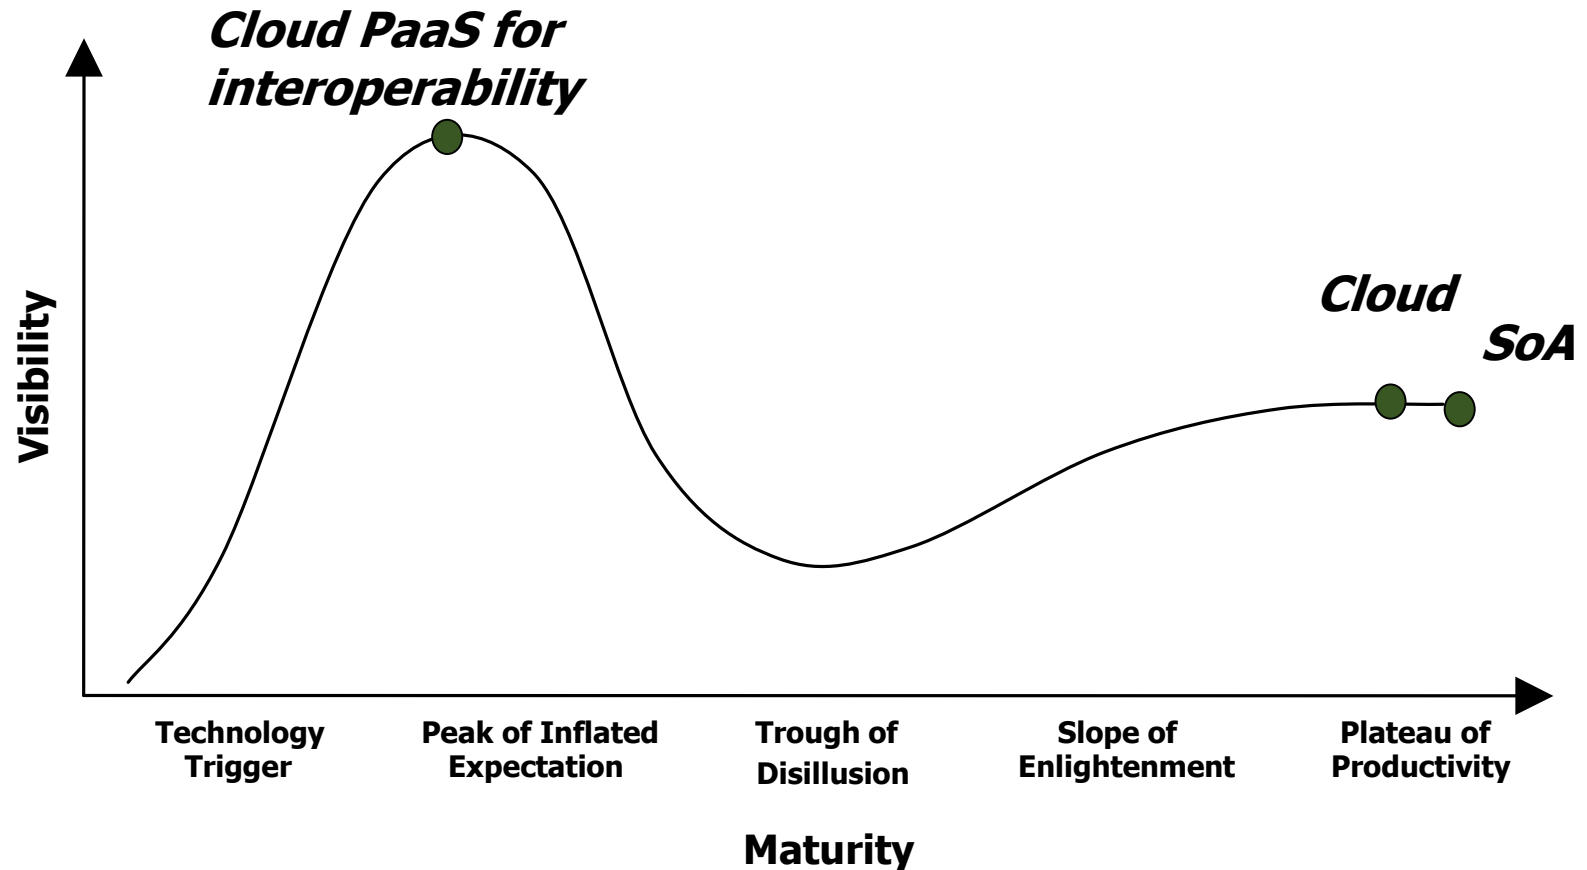 Cloud PaaS for
interoperability
Cloud
SoA
Visibility
Technology
Trigger
Peak of Inflated
Expectation
Trough of
Disillusion
Slope of
Enlightenment
Plateau of
Productivity
Maturity